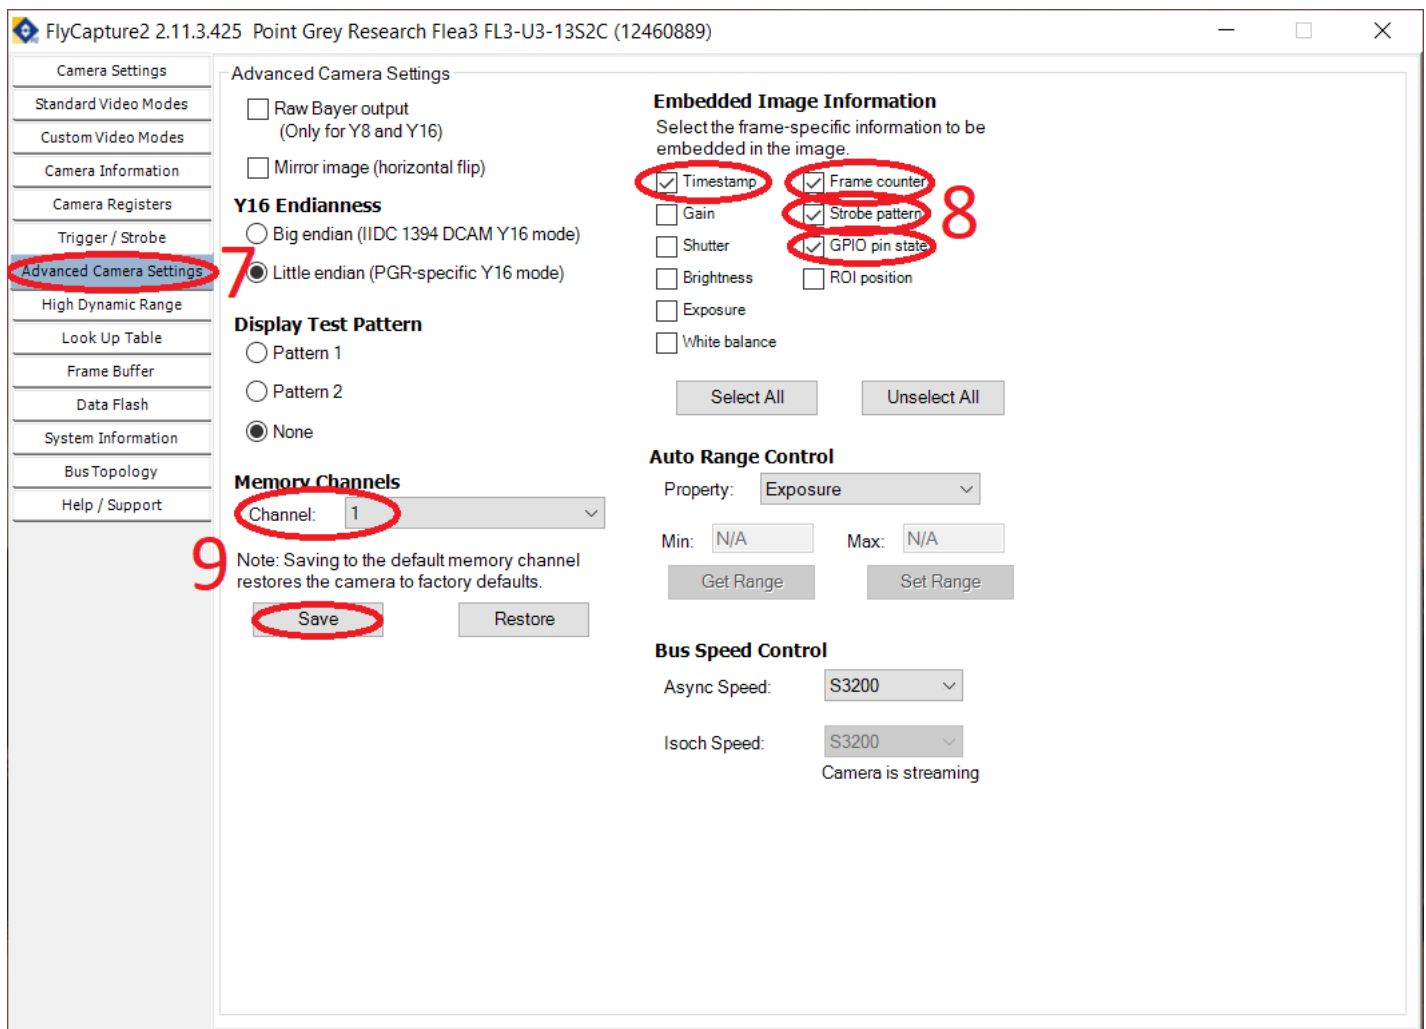 FlyCapture2 2.11.3.425 Point Grey Research Flea3 FL3-U3-13S2C (12460889)
Camera Settings
Standard Video Modes
Custom Video Modes
Camera Information
Camera Registers
Trigger / Strobe
Advanced Camera Settings
High Dynamic Range
Look Up Table
Frame Buffer
Data Flash
System Information
Bus Topology
Help / Support
7
Advanced Camera Settings
Raw Bayer output
(Only for Y8 and Y16)
Mirror image (horizontal flip)
Y16 Endianness
Big endian (IIDC 1394 DCAM Y16 mode)
Little endian (PGR-specific Y16 mode)
Display Test Pattern
Pattern 1
Pattern 2
None
Memory Channels
Channel: 1
9
Note: Saving to the default memory channel
restores the camera to factory defaults.
Save Restore
Embedded Image Information
Select the frame-specific information to be
embedded in the image.
Timestamp Frame counter
Gain Strobe pattern
Shutter GPIO pin state
Brightness ROI position
Exposure
White balance
8
Select All Unselect All
Auto Range Control
Property: Exposure
Min: N/A Max: N/A
Get Range Set Range
Bus Speed Control
Async Speed: S3200
Isoch Speed: S3200
Camera is streaming